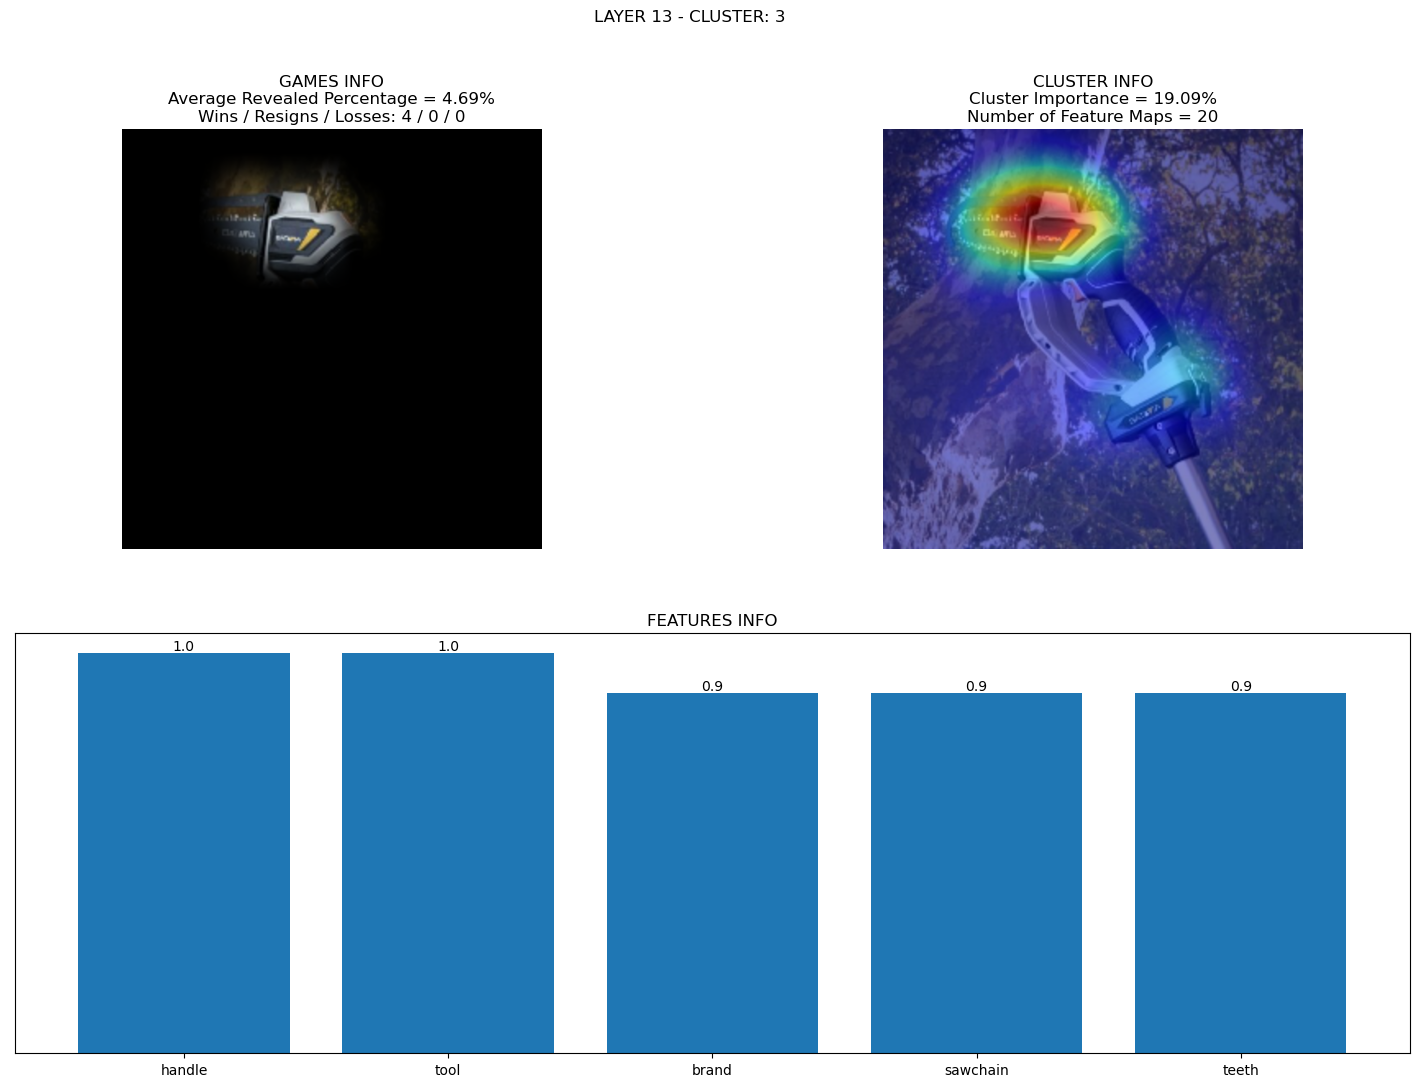 LAYER 13 - CLUSTER: 3
GAMES INFO
Average Revealed Percentage = 4.69%
Wins / Resigns / Losses: 4 / 0 / 0
CLUSTER INFO
Cluster Importance = 19.09%
Number of Feature Maps = 20
FEATURES INFO
1.0
1.0
0.9
0.9
0.9
handle
tool
brand
sawchain
teeth